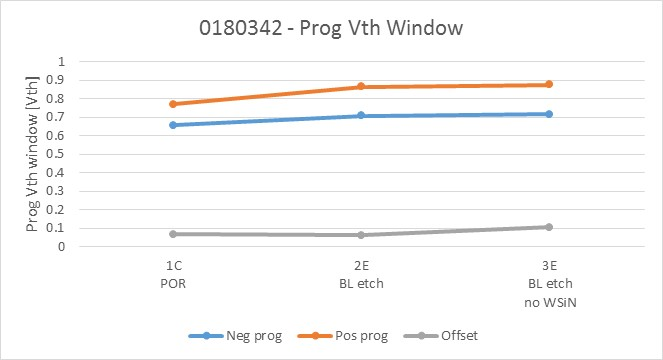 0180342 - Prog Vth Window
Prog Vth window [Vth]
1
0.9
0.8
0.7
0.6
0.5
0.4
0.3
0.2
0.1
0
1C
POR
2E
BL etch
3E
BL etch
no WSiN
Neg prog
Pos prog
Offset